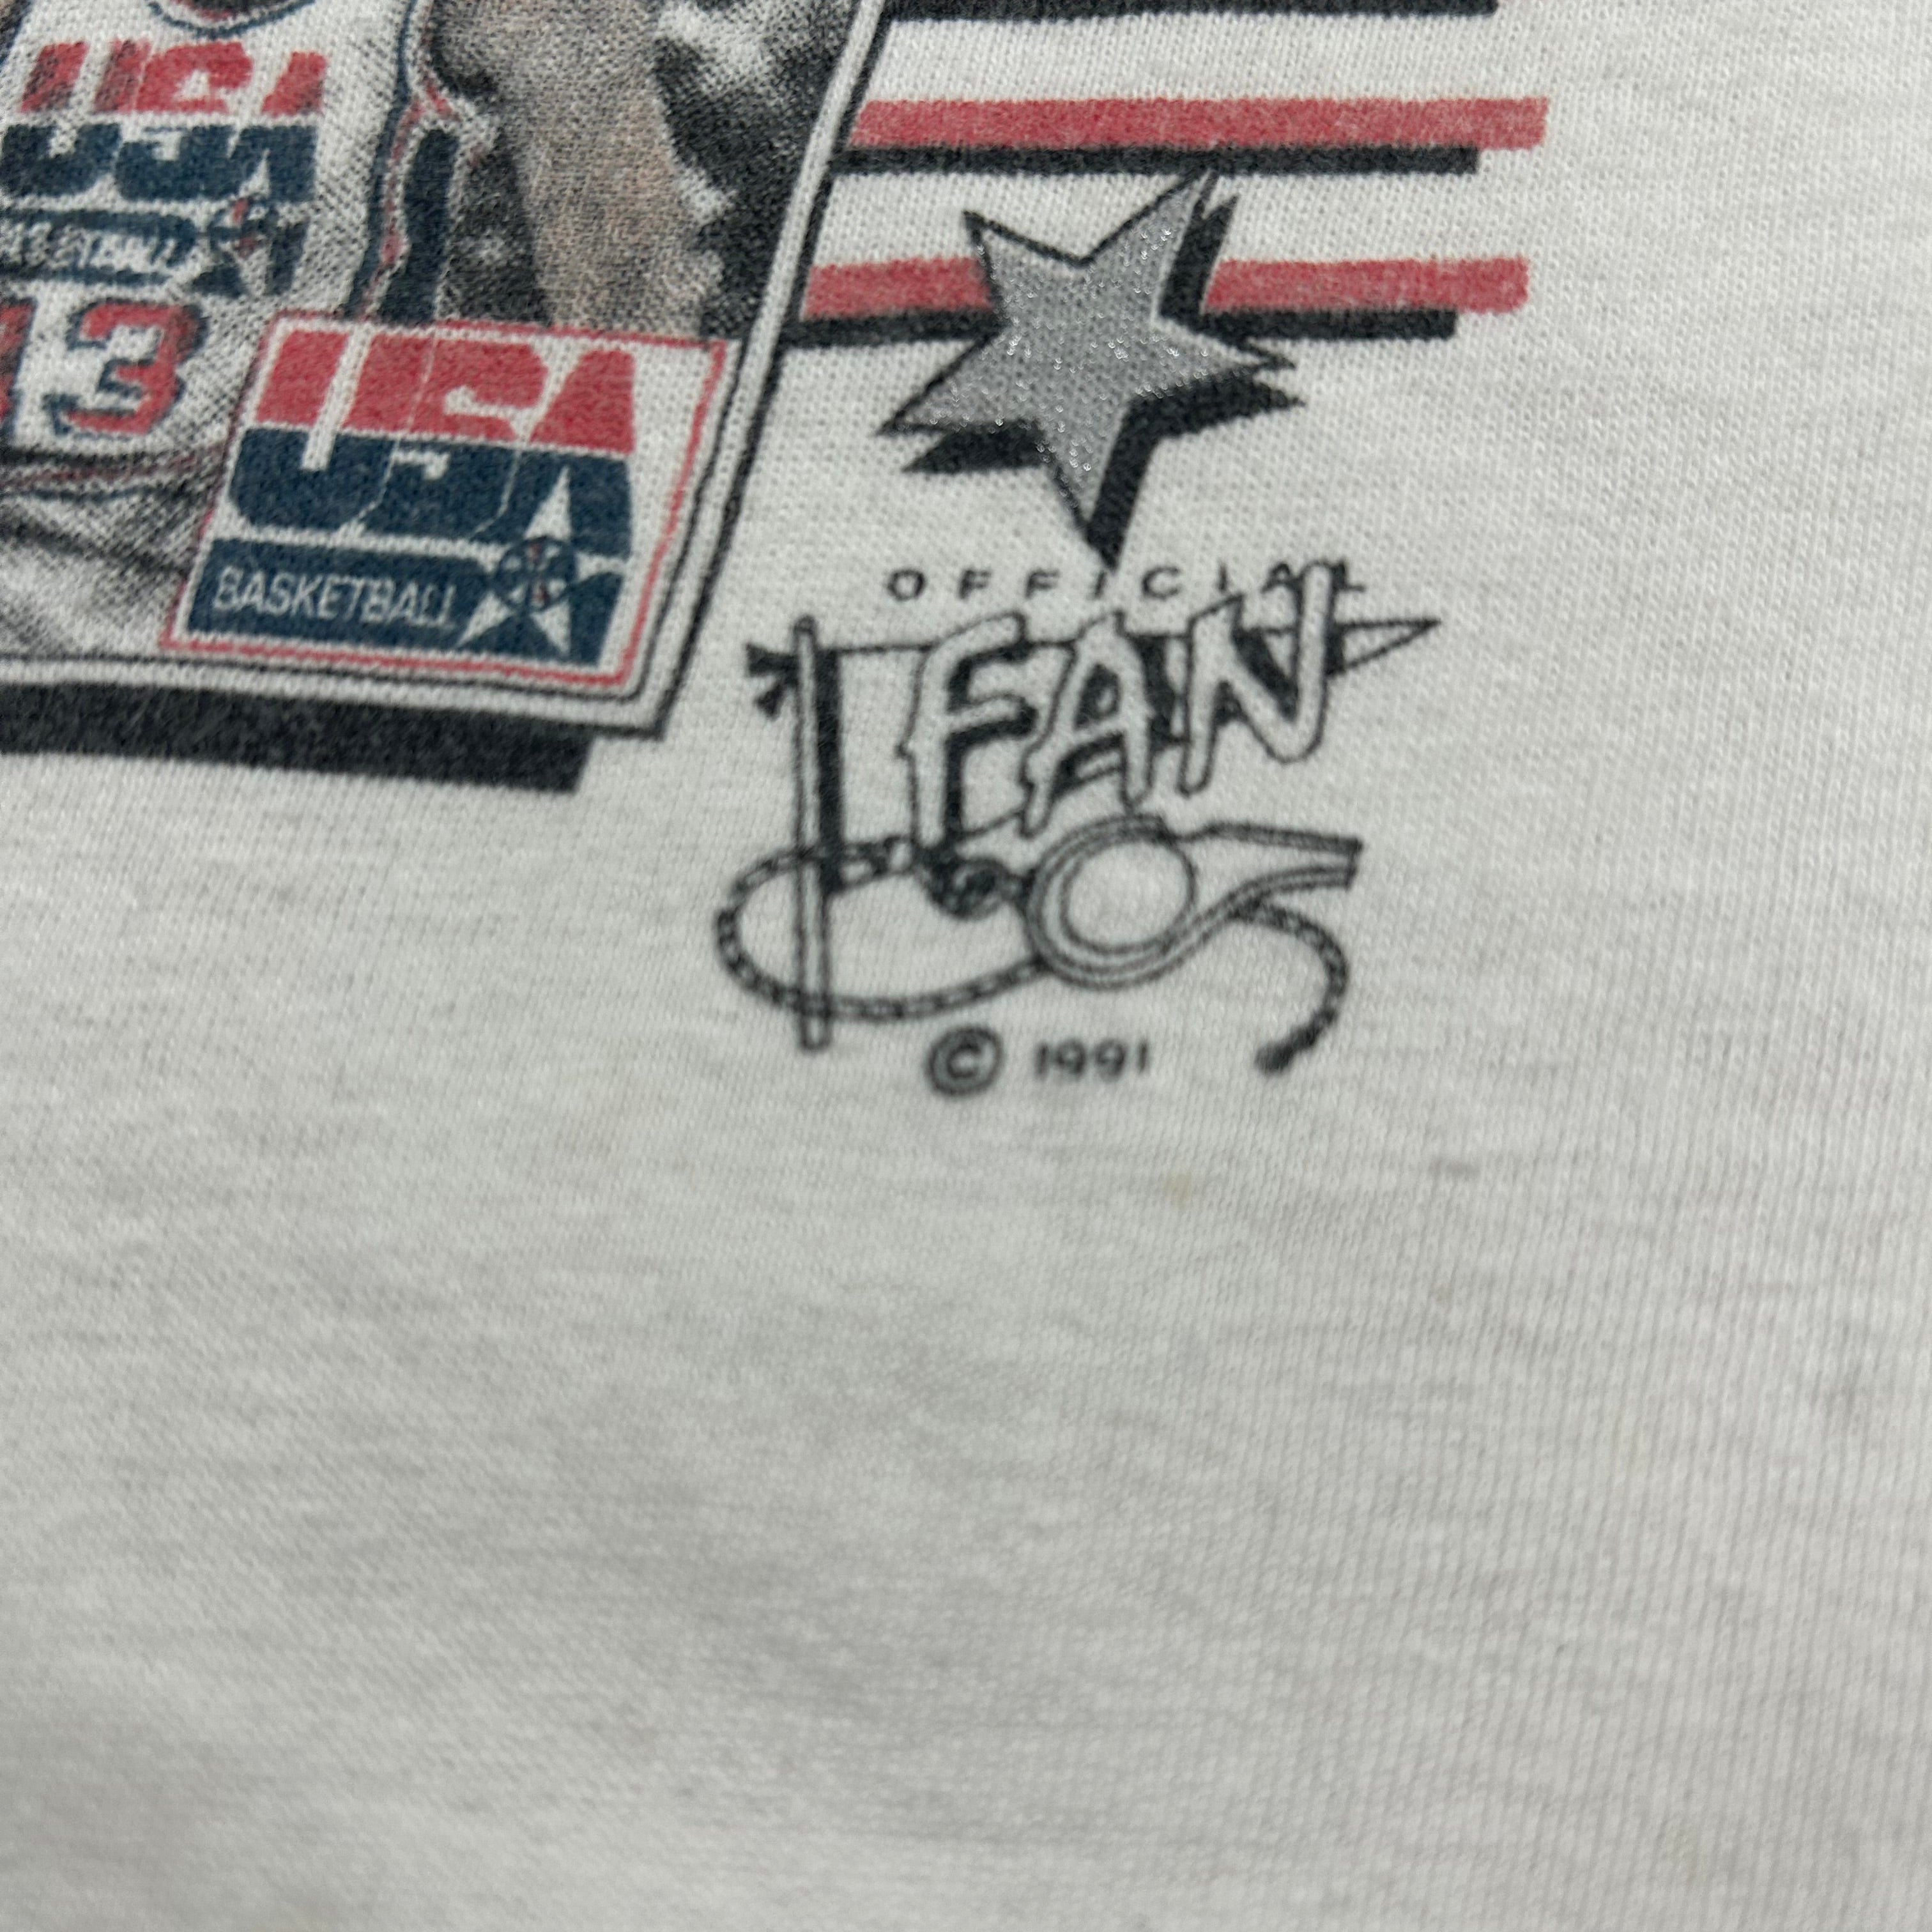 USA
13
USA
BASKETBALL
OFFICIAL
FAN
© 1991